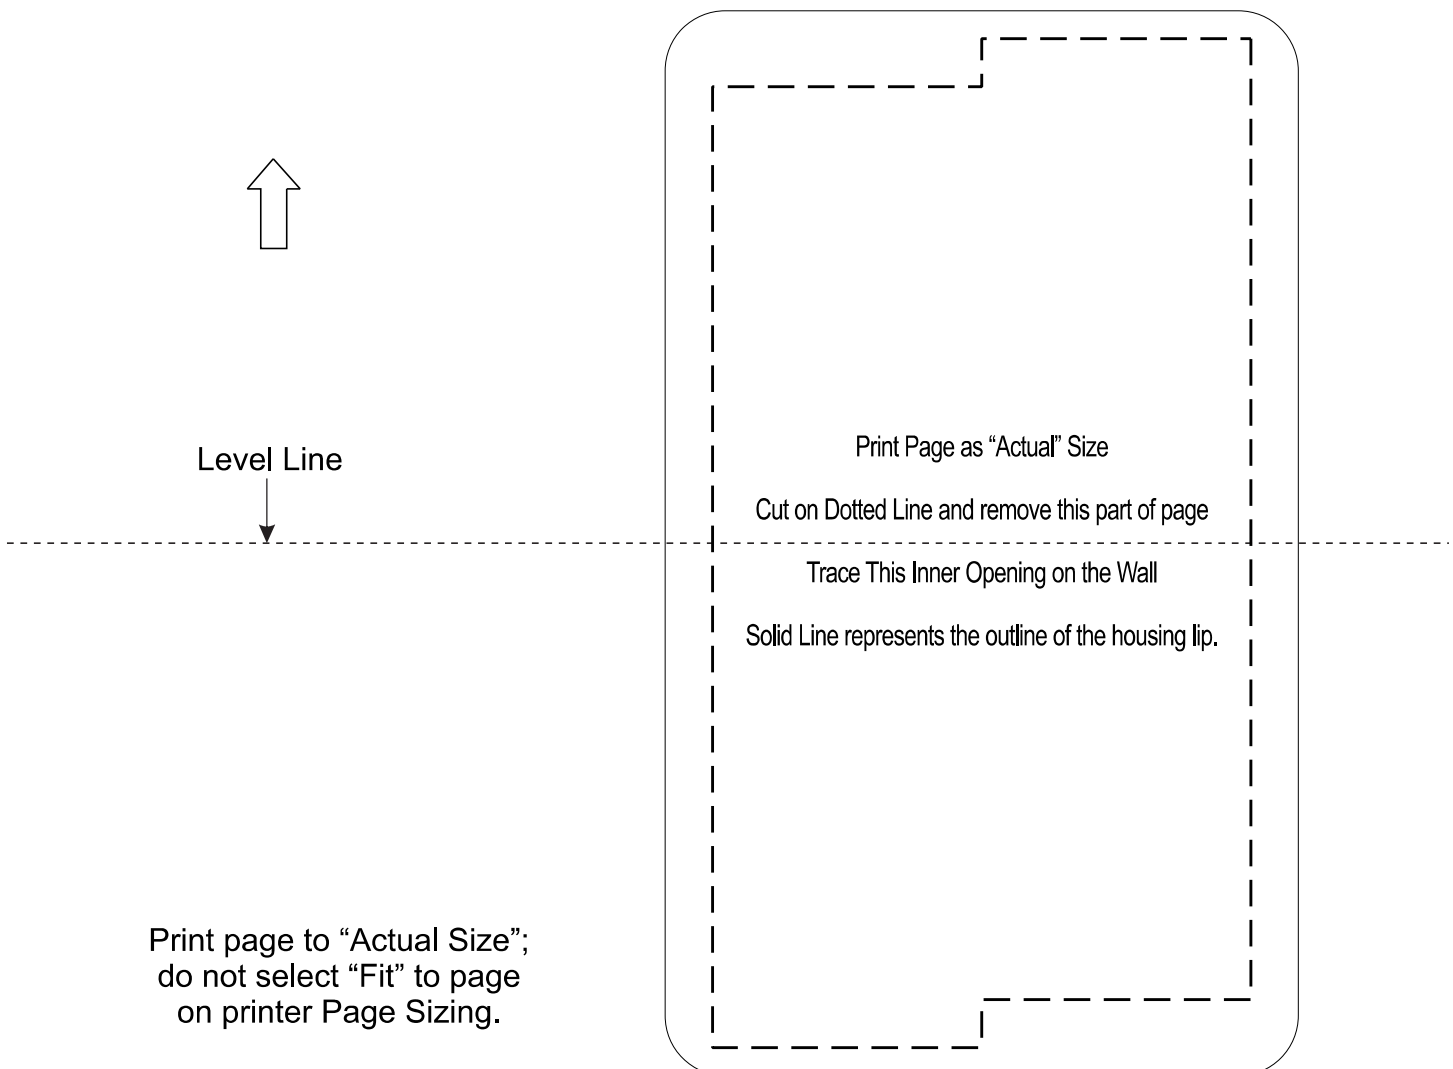 Level Line
Print Page as “Actual” Size
Cut on Dotted Line and remove this part of page
Trace This Inner Opening on the Wall
Solid Line represents the outline of the housing lip.
Print page to “Actual Size”;
do not select “Fit” to page
on printer Page Sizing.